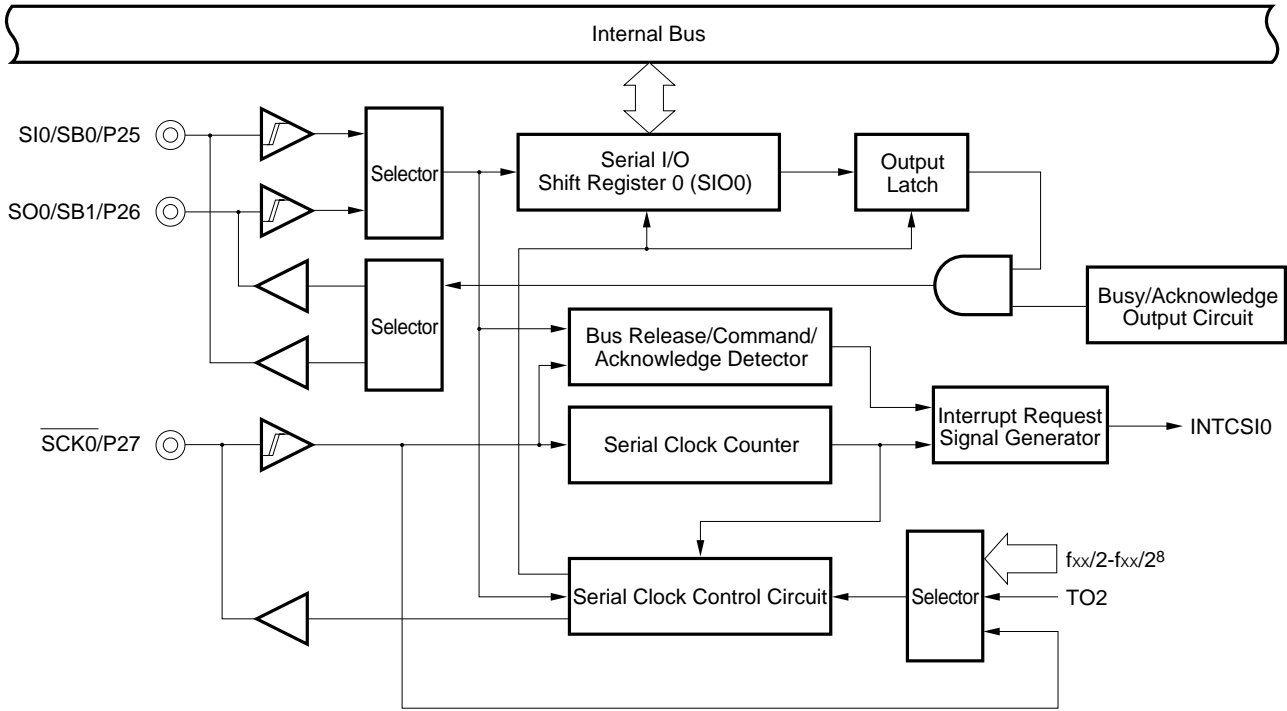 Internal Bus
SI0/SB0/P25
SO0/SB1/P26
Selector
Serial I/O
Shift Register 0 (SIO0)
Output
Latch
Selector
Busy/Acknowledge
Output Circuit
Bus Release/Command/
Acknowledge Detector
SCK0/P27
Serial Clock Counter
Interrupt Request
Signal Generator
INTCSI0
Serial Clock Control Circuit
Selector
fxx/2-fxx/2⁸
TO2